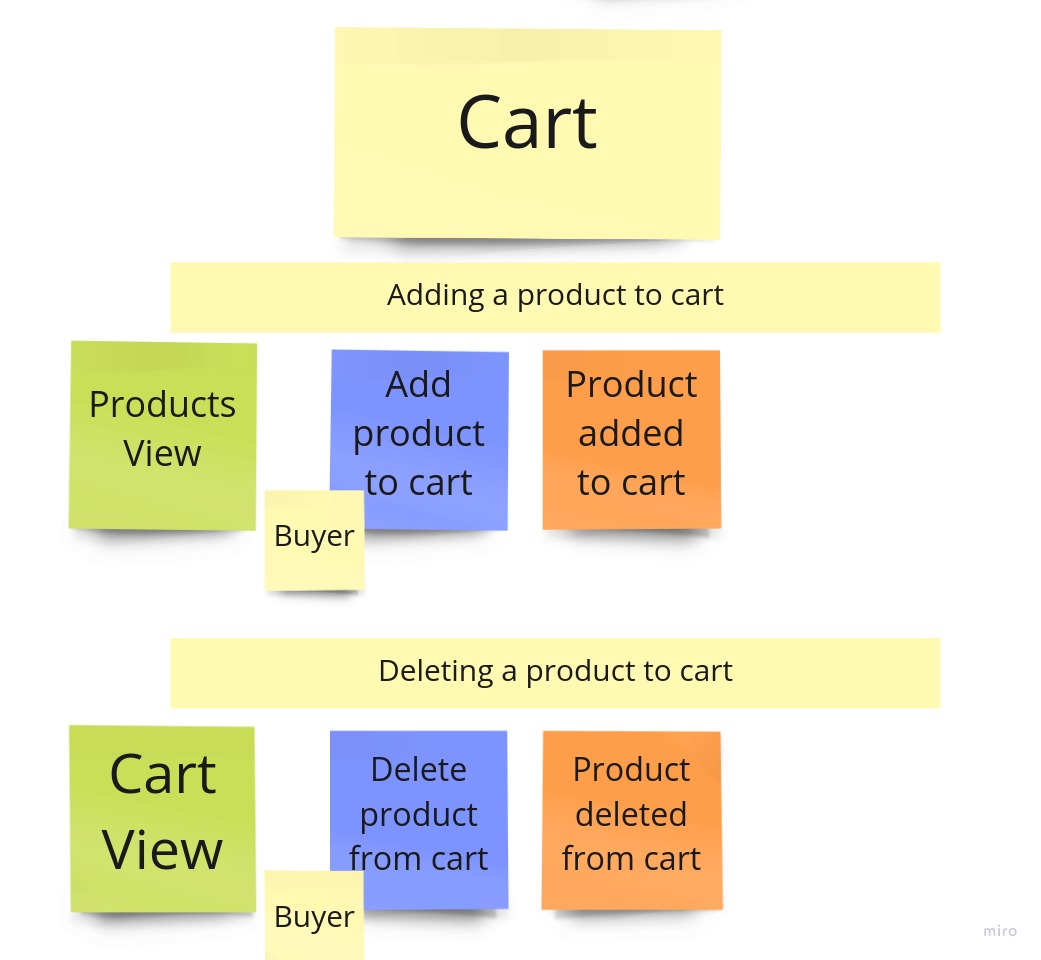 Cart
Adding a product to cart
Products
View
Add
product
to cart
Buyer
Product
added
to cart
Deleting a product to cart
Cart
View
Delete
product
from cart
Buyer
Product
deleted
from cart
miro